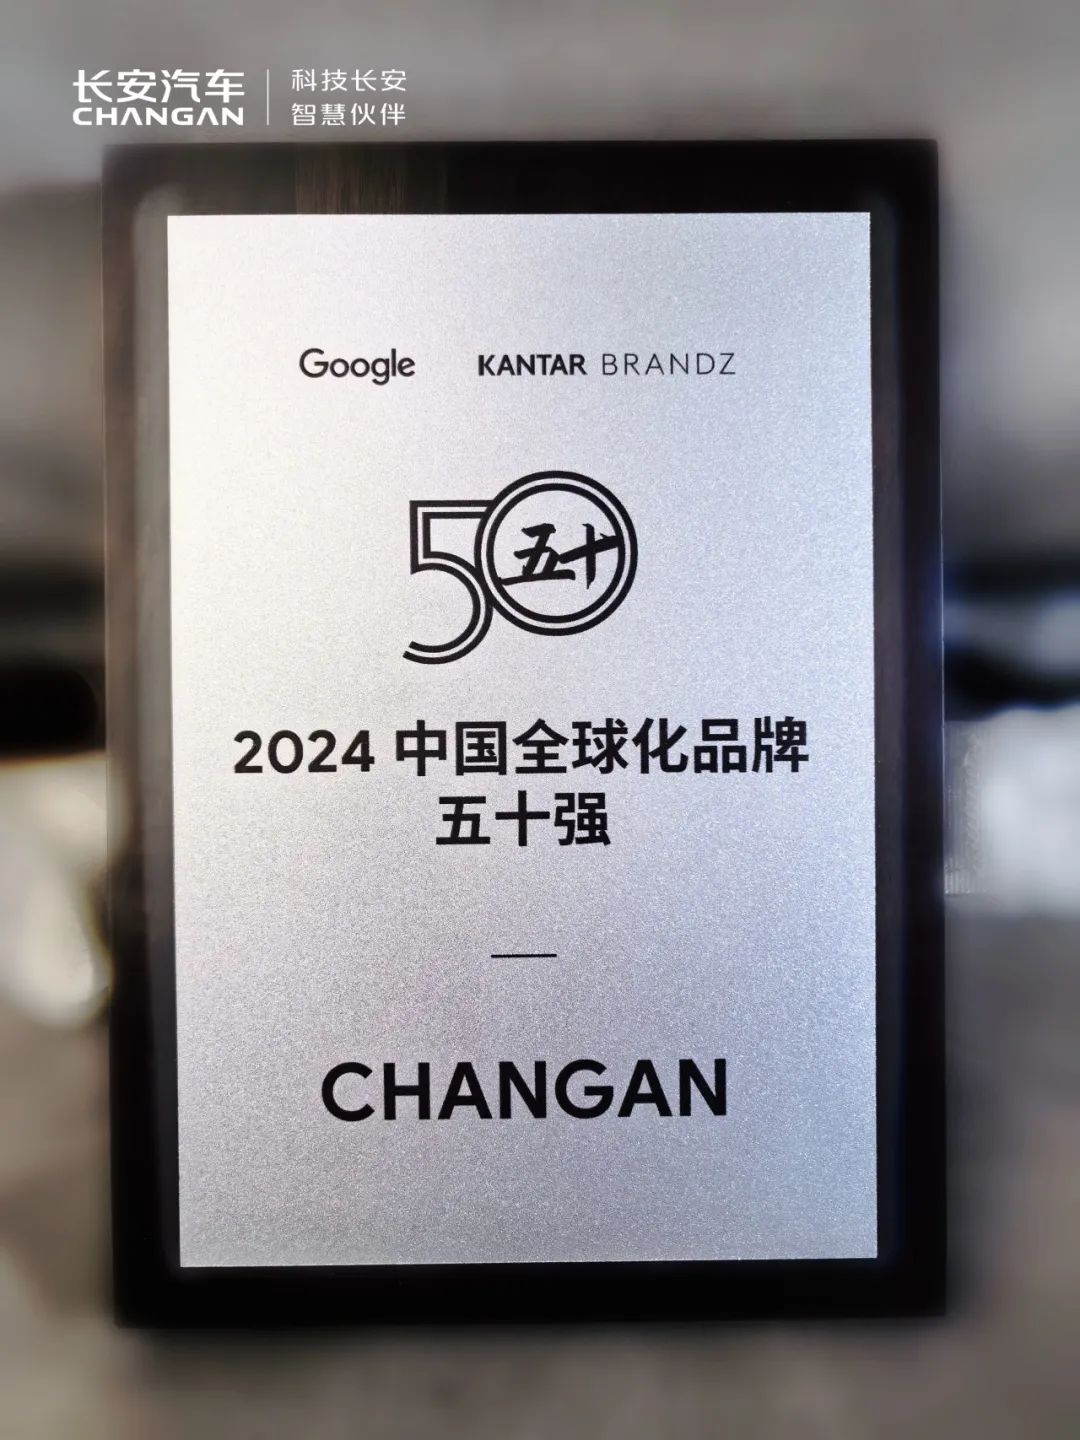 长安汽车
CHANGAN
科技长安
智慧伙伴
Google KANTAR BRANDZ
50
五十
2024 中国全球化品牌
五十强
CHANGAN